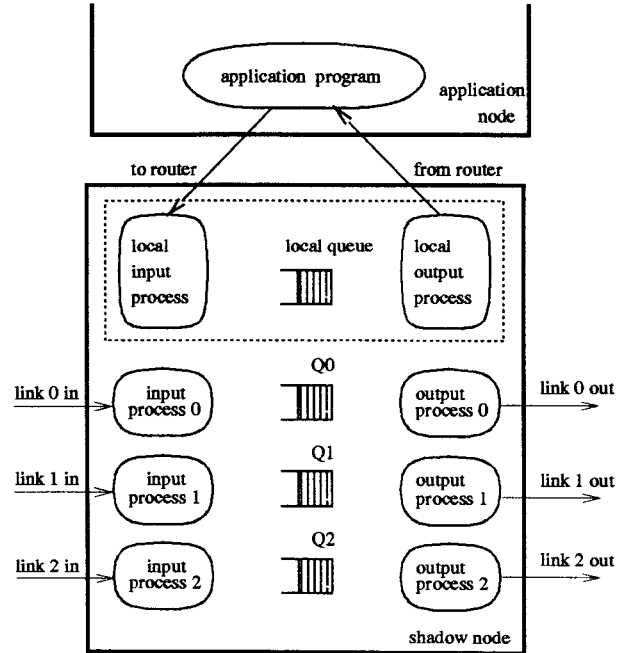 application program
application
node
to router
from router
local
input
process
local queue
local
output
process
Q0
link 0 in
input
process 0
output
process 0
link 0 out
Q1
link 1 in
input
process 1
output
process 1
link 1 out
Q2
link 2 in
input
process 2
output
process 2
link 2 out
shadow node